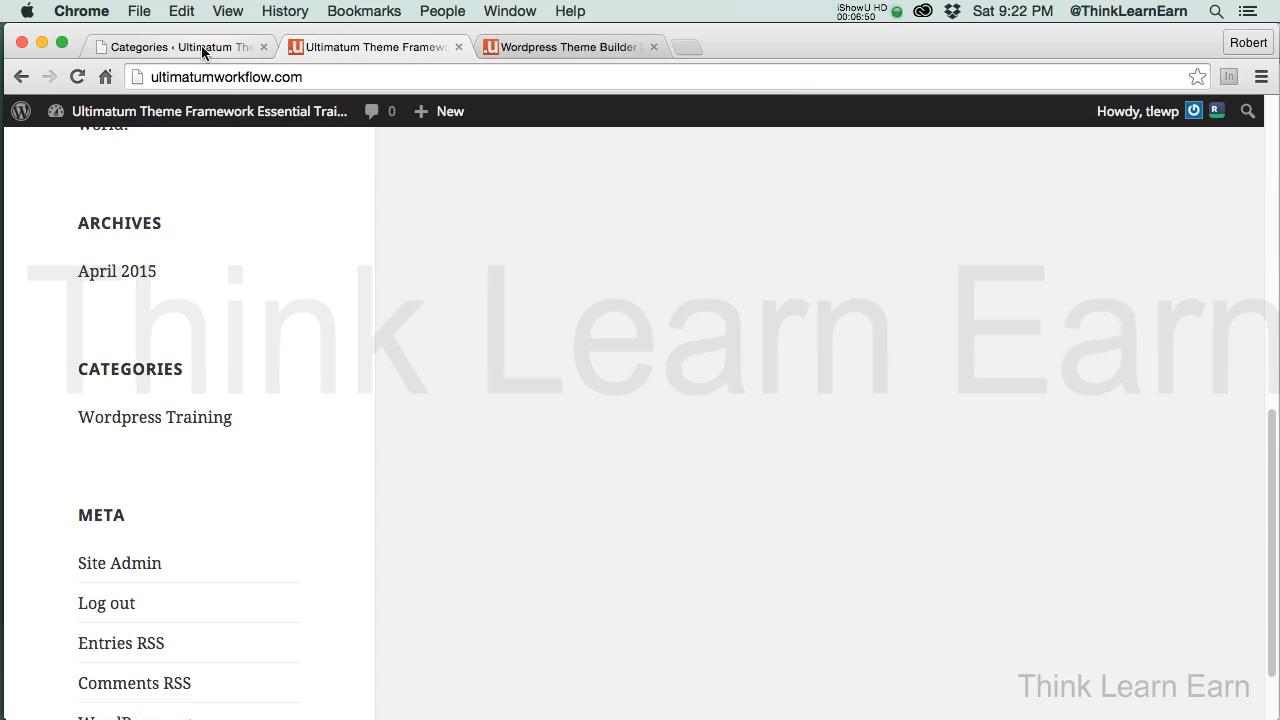 Chrome File Edit View History Bookmarks People Window Help iShowU HD 00:06:50 Sat 9:22 PM @ThinkLearnEarn
Categories ‹ Ultimatum The
Ultimatum Theme Framewo
Wordpress Theme Builder
Robert
ultimatumworkflow.com
In
Ultimatum Theme Framework Essential Trai... 0 New Howdy, tlewp R
world!
ARCHIVES
April 2015
Think Learn Earn
CATEGORIES
Wordpress Training
META
Site Admin
Log out
Entries RSS
Comments RSS
Think Learn Earn